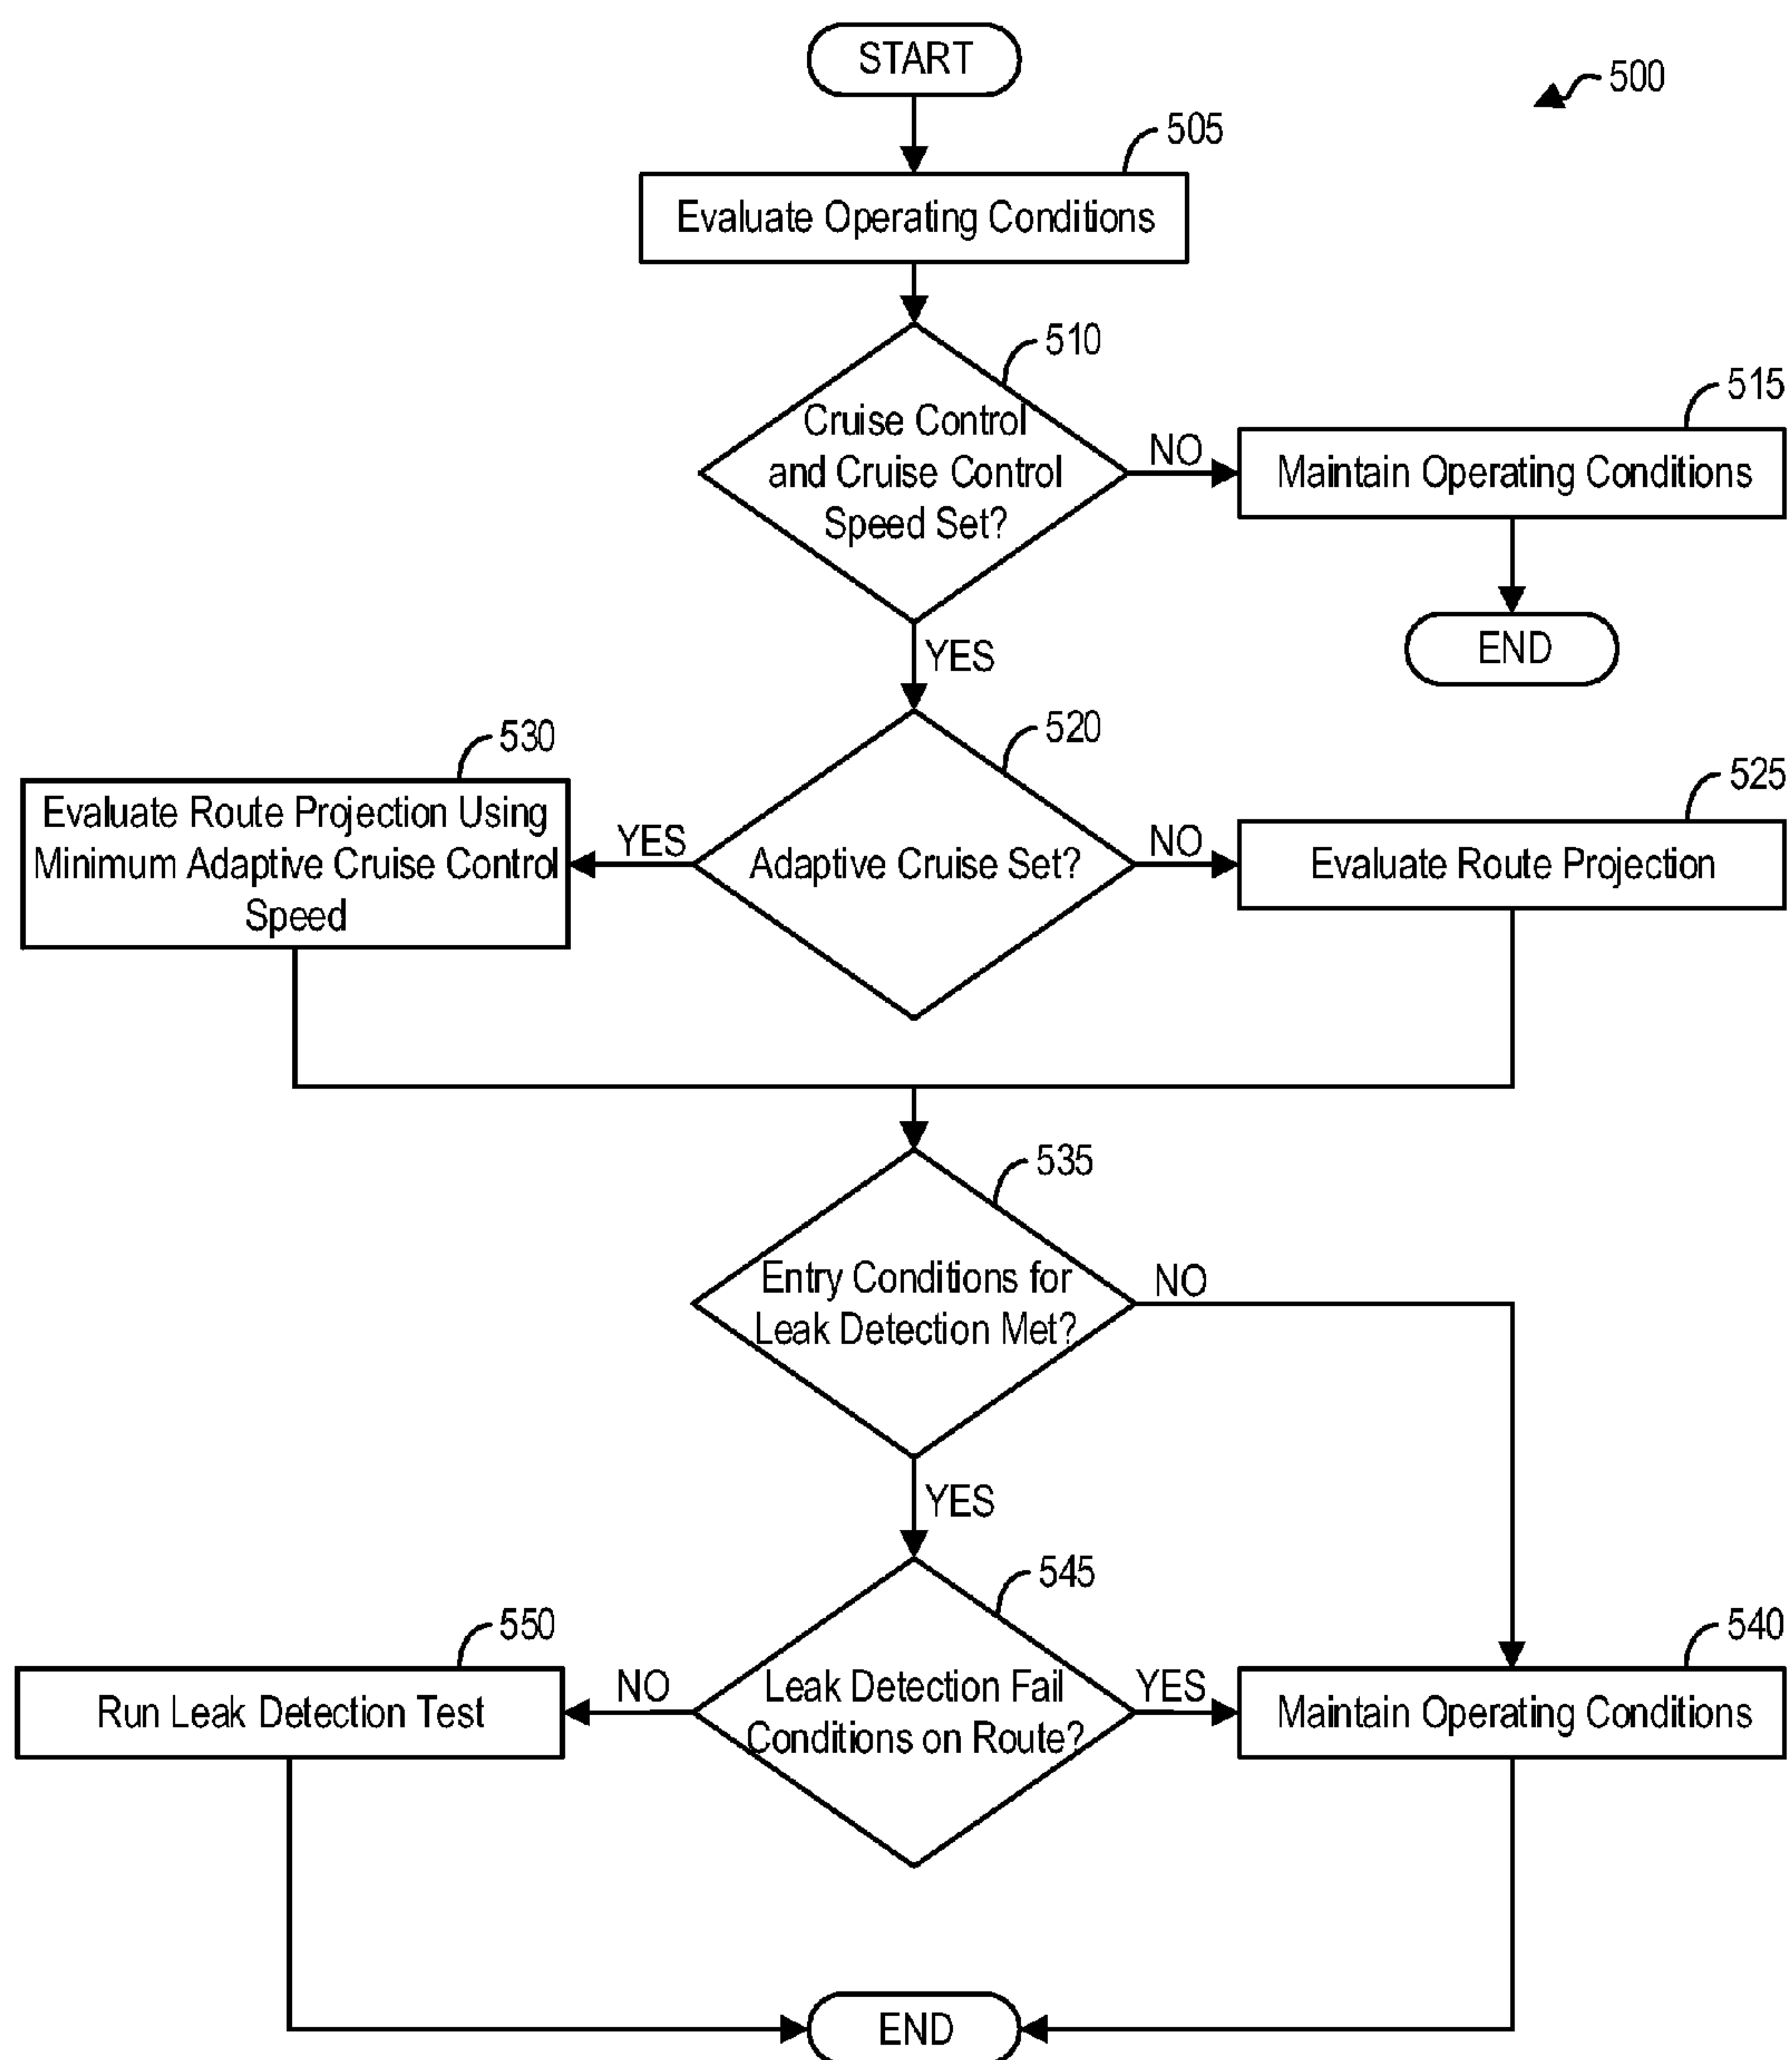 START
500
505
Evaluate Operating Conditions
510
Cruise Control
and Cruise Control
Speed Set?
NO
515
Maintain Operating Conditions
END
YES
520
Adaptive Cruise Set?
YES
530
Evaluate Route Projection Using
Minimum Adaptive Cruise Control
Speed
NO
525
Evaluate Route Projection
535
Entry Conditions for
Leak Detection Met?
NO
YES
545
Leak Detection Fail
Conditions on Route?
NO
550
Run Leak Detection Test
YES
540
Maintain Operating Conditions
END